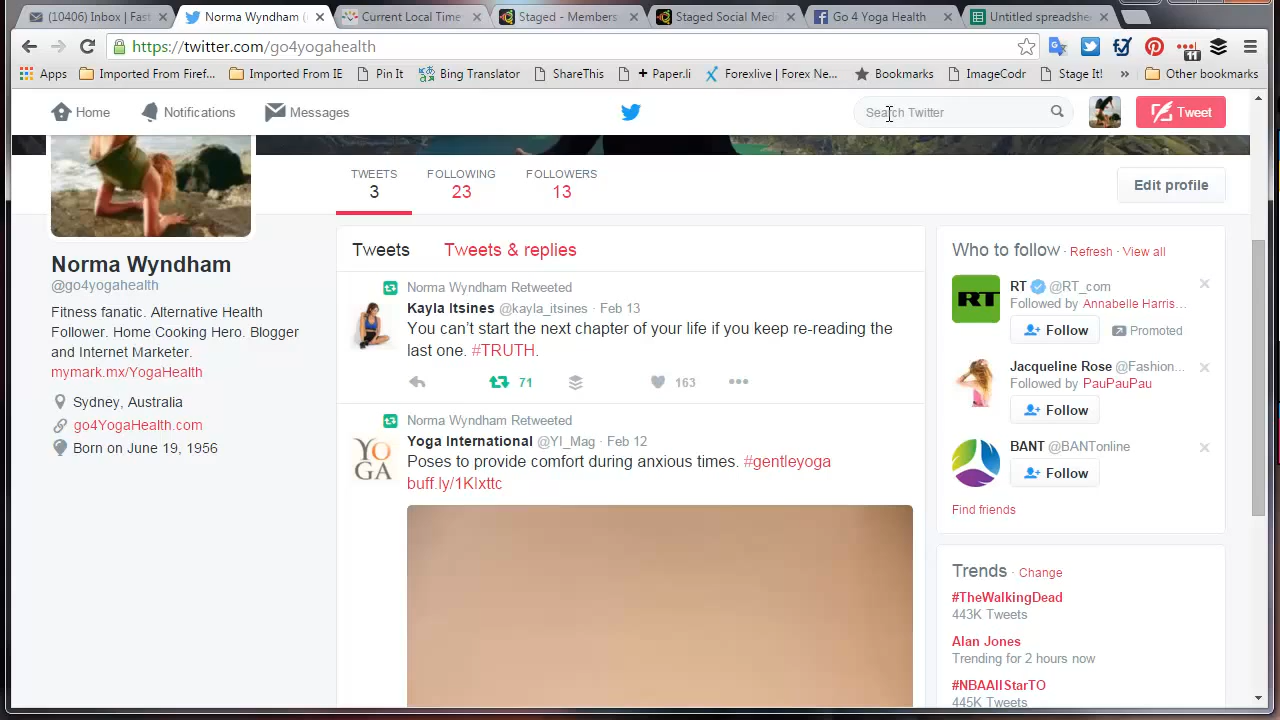 (10406) Inbox | Fast
Norma Wyndham (
Current Local Time
Staged - Members
Staged Social Med
Go 4 YogaHealth
Untitled spreadshe
https://twitter.com/go4yogahealth
11
Apps
Imported From Firef...
Imported From IE
Pin It
Bing Translator
ShareThis
+ Paper.li
Forexlive | Forex Ne...
Bookmarks
ImageCodr
Stage It!
»
Other bookmarks
Home
Notifications
Messages
Search Twitter
Tweet
TWEETS
3
FOLLOWING
23
FOLLOWERS
13
Edit profile
Norma Wyndham
@go4yogahealth
Fitness fanatic. Alternative Health
Follower. Home Cooking Hero. Blogger
and Internet Marketer.
mymark.mx/YogaHealth
Sydney, Australia
go4YogaHealth.com
Born on June 19, 1956
Tweets
Tweets & replies
Norma Wyndham Retweeted
Kayla Itsines @kayla_itsines · Feb 13
You can't start the next chapter of your life if you keep re-reading the
last one. #TRUTH.
71
163
Norma Wyndham Retweeted
YOGA
Yoga International @YI_Mag · Feb 12
Poses to provide comfort during anxious times. #gentleyoga
buff.ly/1KIxttc
Who to follow · Refresh · View all
RT
RT @RT_com
Followed by Annabelle Harris...
Follow
Promoted
Jacqueline Rose @Fashion...
Followed by PauPauPau
Follow
BANT @BANTonline
Follow
Find friends
Trends · Change
#TheWalkingDead
443K Tweets
Alan Jones
Trending for 2 hours now
#NBAAllStarTO
445K Tweets